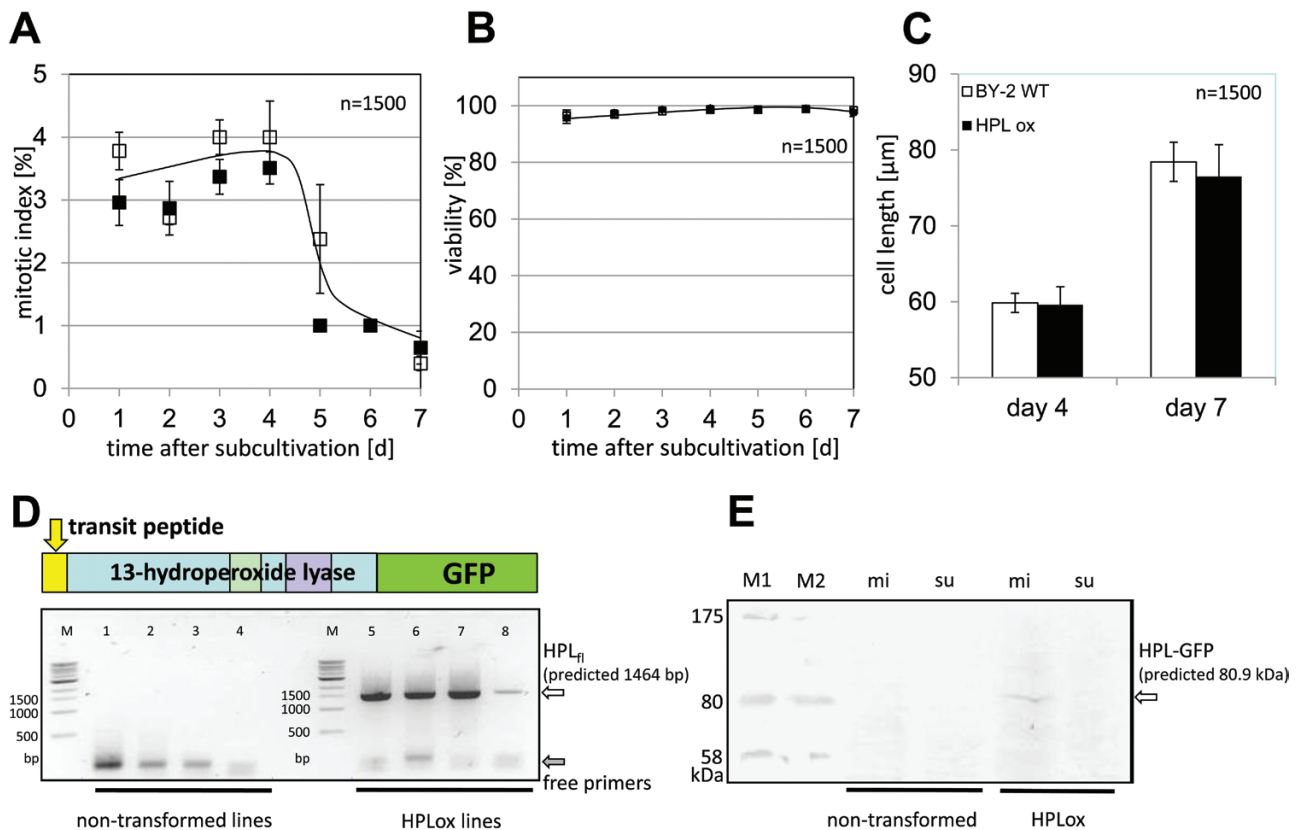 A
5
4
3
2
1
0
mitotic index [%]
n=1500
0 1 2 3 4 5 6 7
time after subcultivation [d]
B
100
80
60
40
20
0
viability [%]
n=1500
0 1 2 3 4 5 6 7
time after subcultivation [d]
C
90
80
70
60
50
cell length [µm]
BY-2 WT
HPL ox
n=1500
day 4 day 7
D
transit peptide
13-hydroperoxide lyase GFP
M 1 2 3 4 M 5 6 7 8
1500
1000
500
bp
1500
1000
500
bp
HPLfl
(predicted 1464 bp)
free primers
non-transformed lines HPLox lines
E
M1 M2 mi su mi su
175
80
58
kDa
HPL-GFP
(predicted 80.9 kDa)
non-transformed HPLox